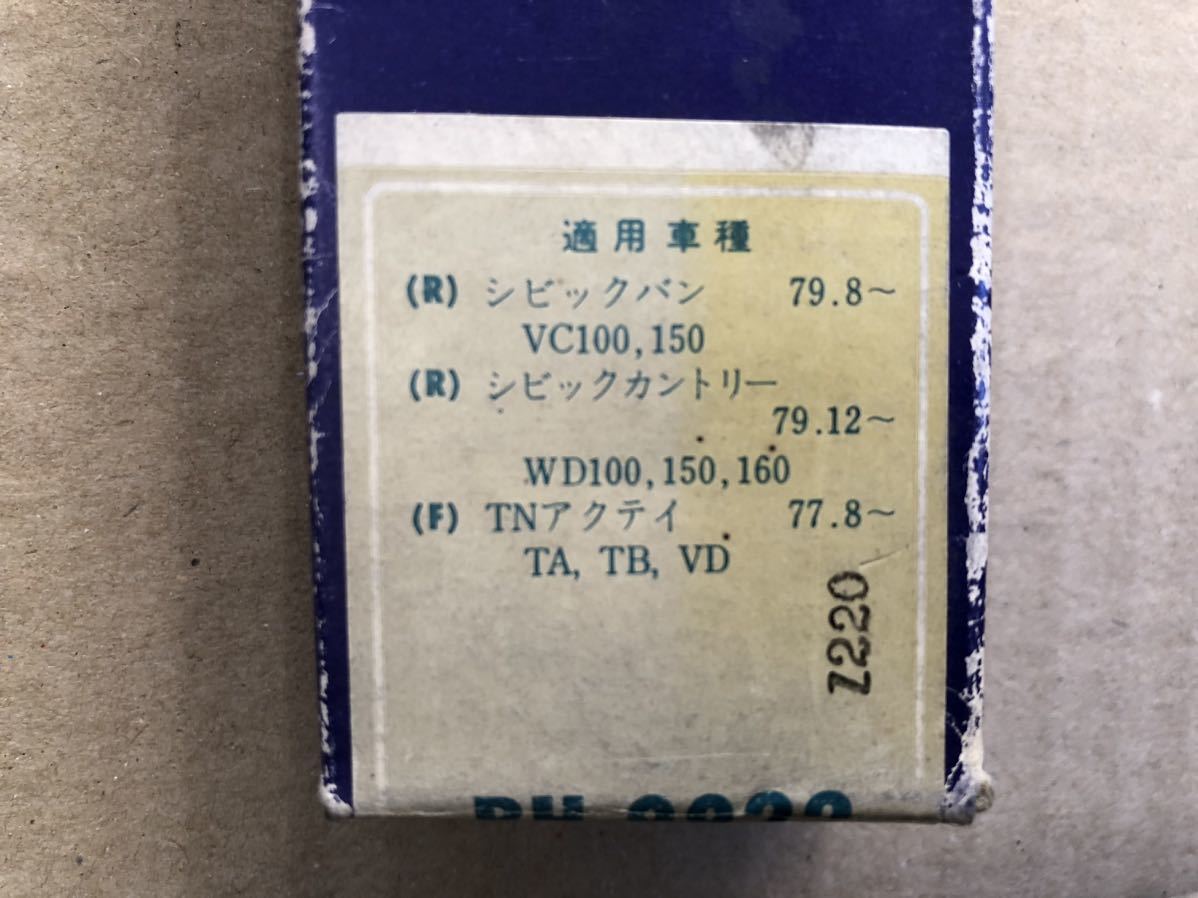 適用車種
(R) シビックバン 79.8～
VC100,150
(R) シビックカントリー
79.12～
WD100,150,160
(F) TNアクテイ 77.8～
TA, TB, VD
Z220